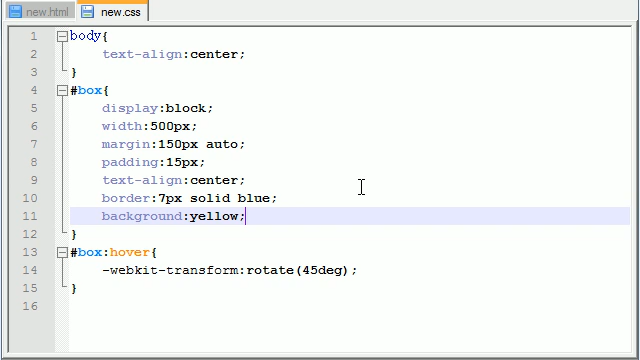 new.html new.css
1 body{
2 text-align:center;
3 }
4 #box{
5 display:block;
6 width:500px;
7 margin:150px auto;
8 padding:15px;
9 text-align:center;
10 border:7px solid blue;
11 background:yellow;
12 }
13 #box:hover{
14 -webkit-transform:rotate(45deg);
15 }
16